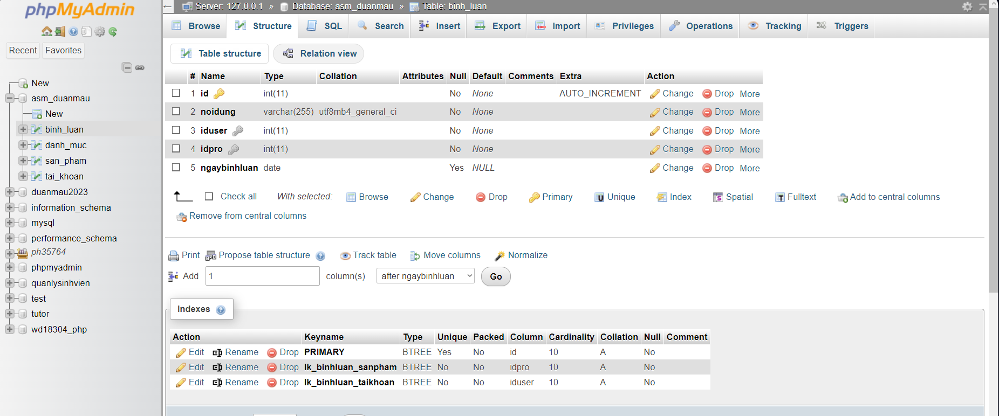 phpMyAdmin
Recent Favorites
New
asm_duanmau
New
binh_luan
danh_muc
san_pham
tai_khoan
duanmau2023
information_schema
mysql
performance_schema
ph35764
phpmyadmin
quanlysinhvien
test
tutor
wd18304_php
Server: 127.0.0.1 » Database: asm_duanmau » Table: binh_luan
Browse Structure SQL Search Insert Export Import Privileges Operations Tracking Triggers
Table structure Relation view
# Name Type Collation Attributes Null Default Comments Extra Action
1 id int(11) No None AUTO_INCREMENT Change Drop More
2 noidung varchar(255) utf8mb4_general_ci No None Change Drop More
3 iduser int(11) No None Change Drop More
4 idpro int(11) No None Change Drop More
5 ngaybinhluan date Yes NULL Change Drop More
Check all With selected: Browse Change Drop Primary Unique Index Spatial Fulltext Add to central columns
Remove from central columns
Print Propose table structure Track table Move columns Normalize
Add 1 column(s) after ngaybinhluan Go
Indexes
Action Keyname Type Unique Packed Column Cardinality Collation Null Comment
Edit Rename Drop PRIMARY BTREE Yes No id 10 A No
Edit Rename Drop lk_binhluan_sanpham BTREE No No idpro 10 A No
Edit Rename Drop lk_binhluan_taikhoan BTREE No No iduser 10 A No